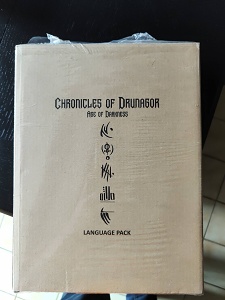 CHRONICLES OF DRUNAGOR
AGE OF DARKNESS
LANGUAGE PACK